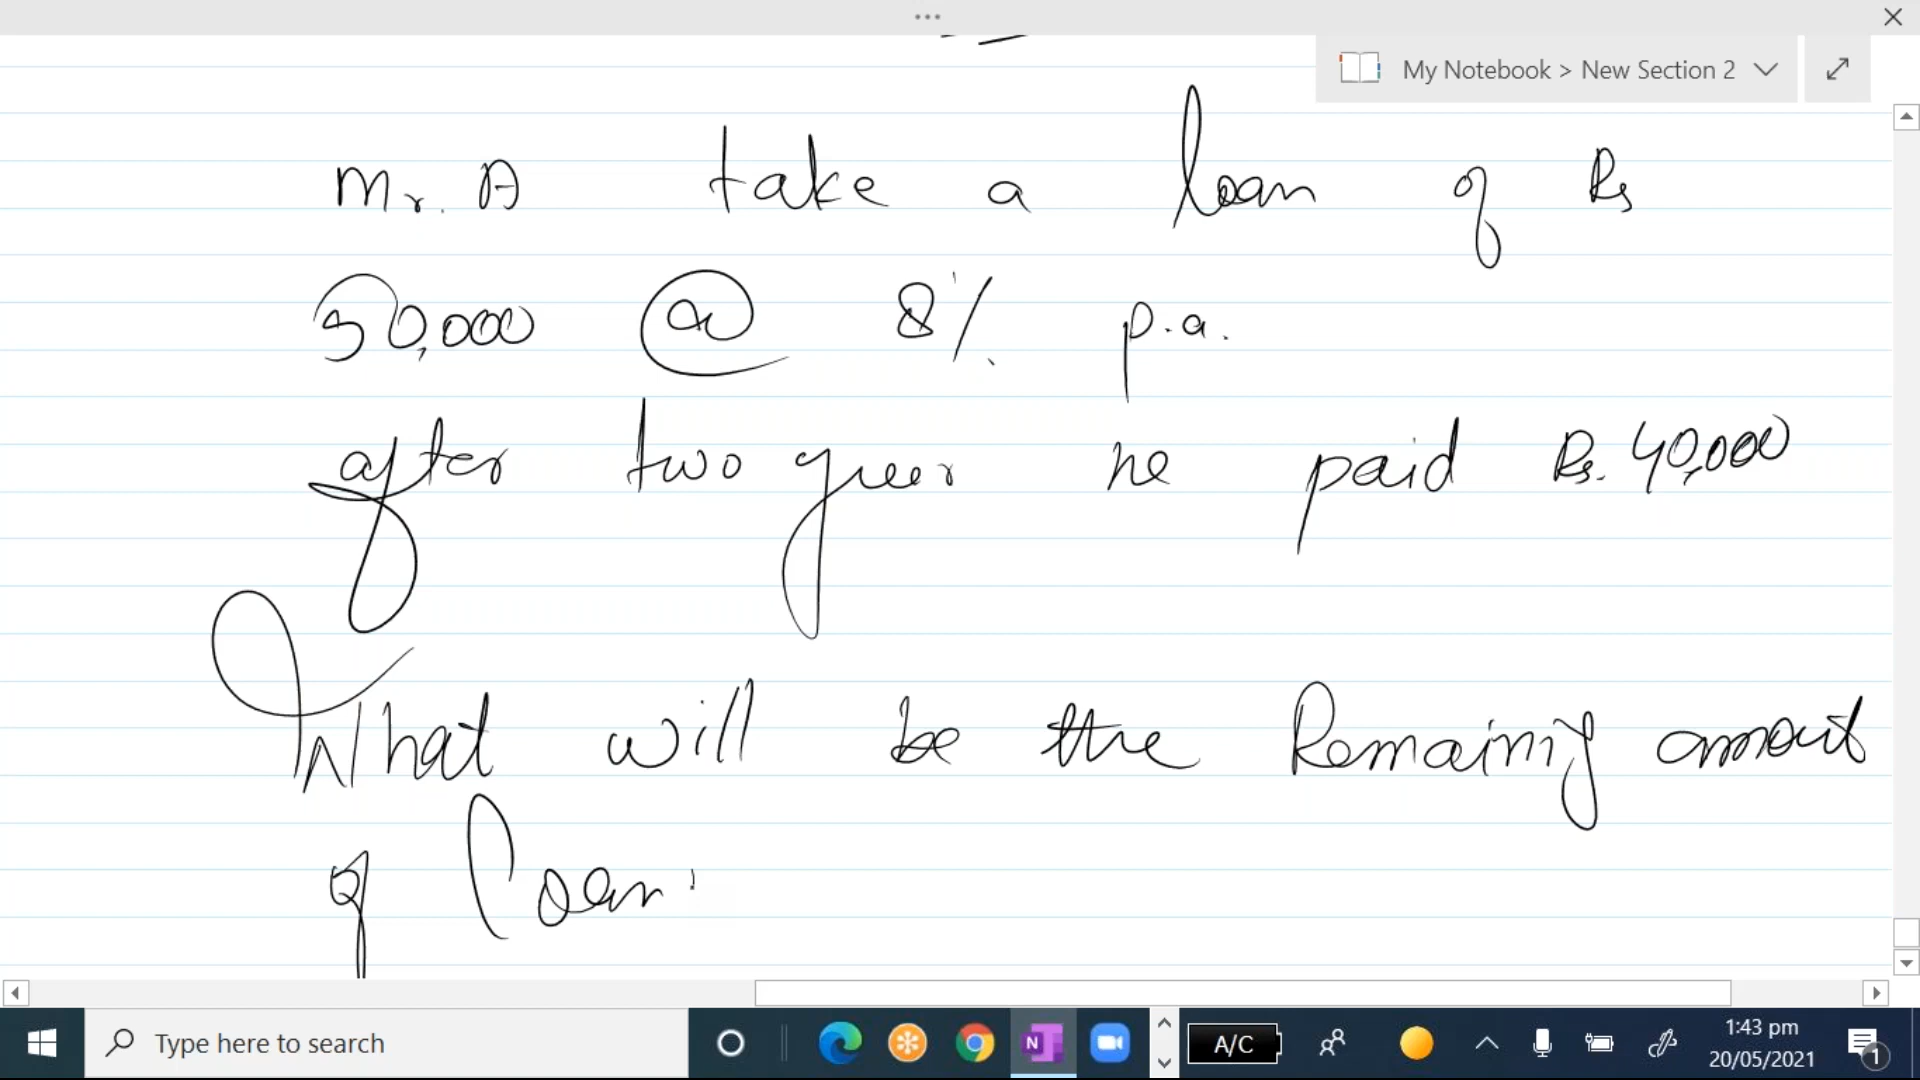 My Notebook > New Section 2
Mr. A take a loan of Rs
50,000 @ 8% p.a.
after two year he paid Rs. 40,000
What will be the Remaining amount
of loan.
Type here to search
A/C
1:43 pm
20/05/2021
1